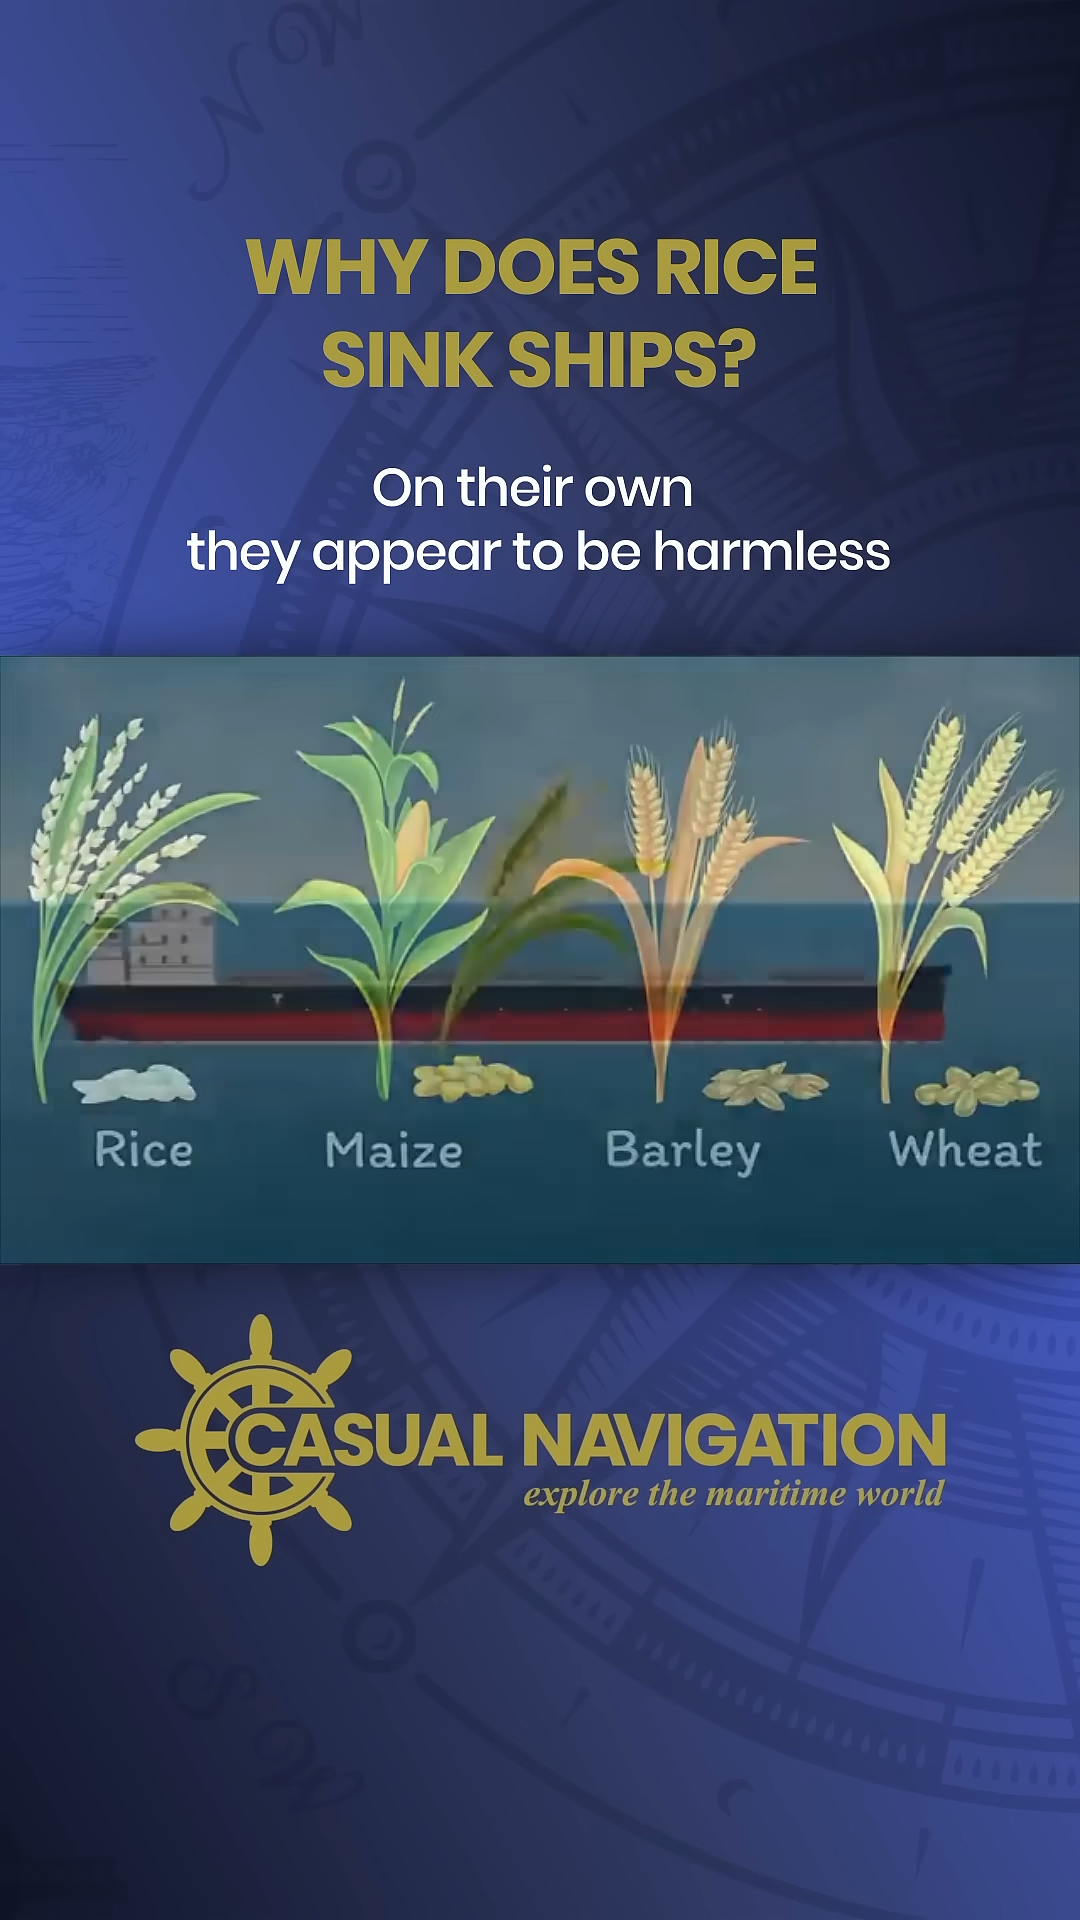 N W
WHY DOES RICE
SINK SHIPS?
On their own
they appear to be harmless
Rice Maize Barley Wheat
CASUAL NAVIGATION
explore the maritime world
S W